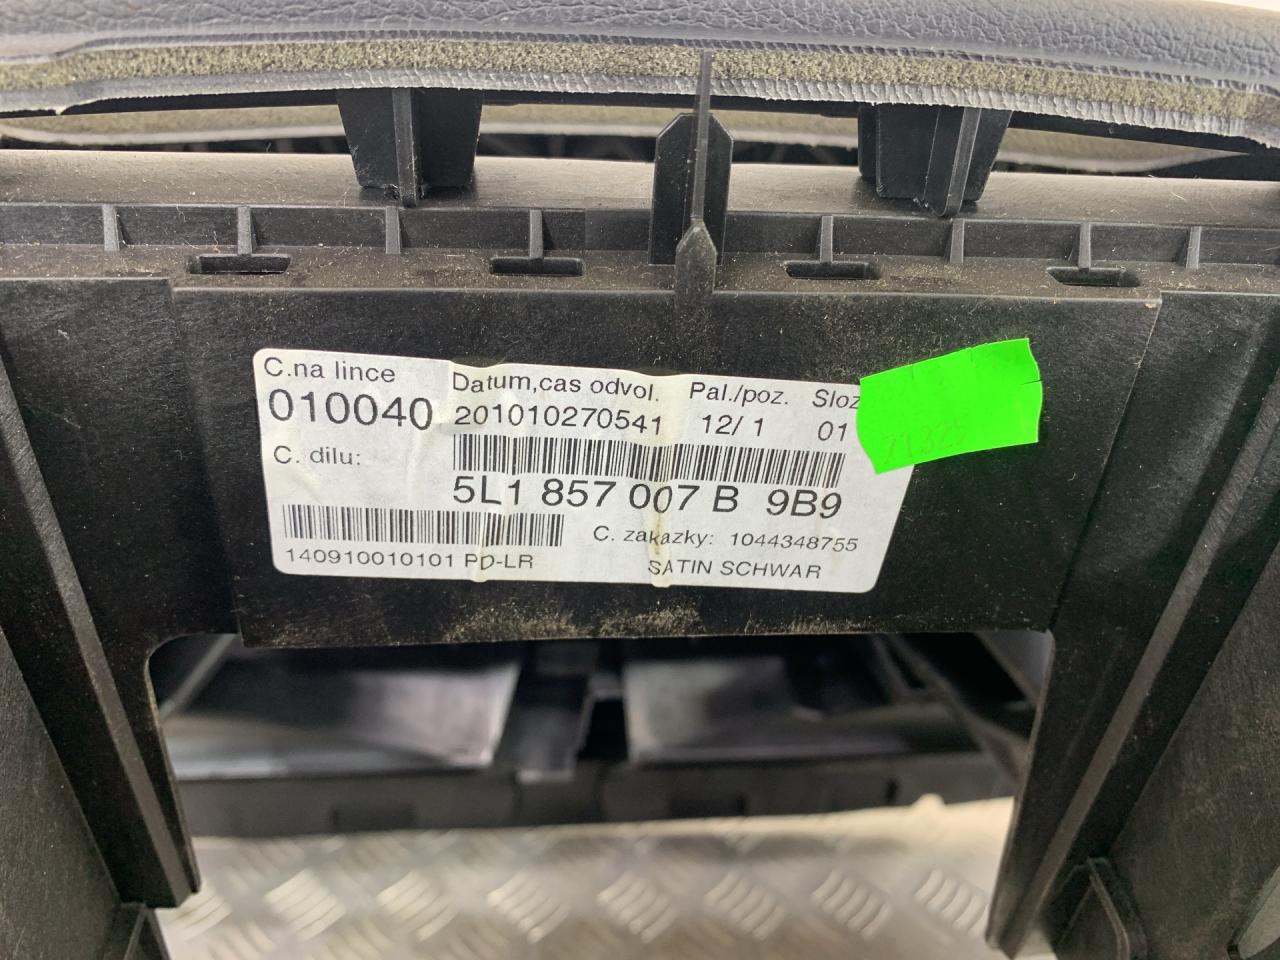 C.na lince Datum,cas odvol. Pal./poz. Sloz
010040 201010270541 12/ 1 01
C. dilu:
5L1 857 007 B 9B9
C. zakazky: 1044348755
140910010101 PD-LR SATIN SCHWAR